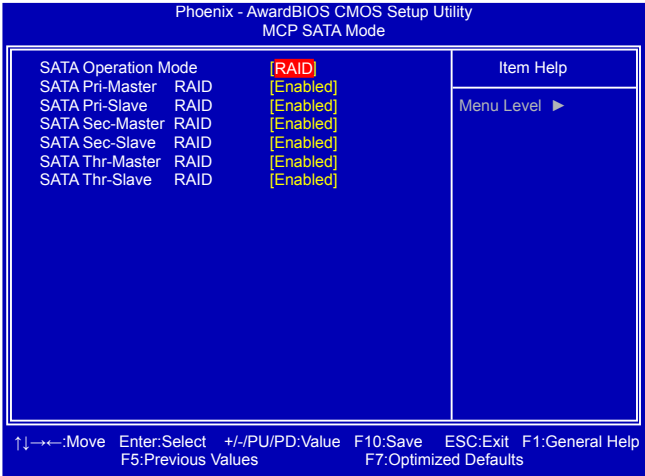 Phoenix - AwardBIOS CMOS Setup Utility
MCP SATA Mode
SATA Operation Mode [RAID]
SATA Pri-Master RAID [Enabled]
SATA Pri-Slave RAID [Enabled]
SATA Sec-Master RAID [Enabled]
SATA Sec-Slave RAID [Enabled]
SATA Thr-Master RAID [Enabled]
SATA Thr-Slave RAID [Enabled]
Item Help
Menu Level ►
↑↓→←:Move Enter:Select +/-/PU/PD:Value F10:Save ESC:Exit F1:General Help
F5:Previous Values F7:Optimized Defaults